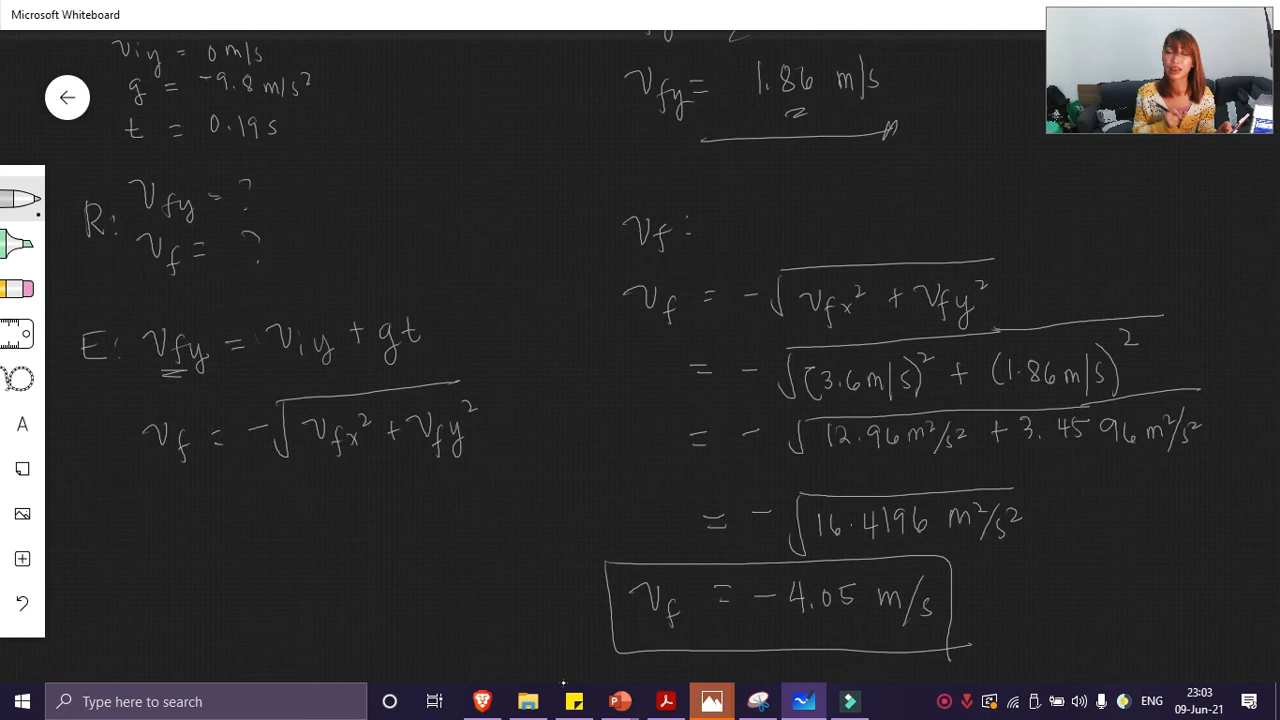 Microsoft Whiteboard
viy = 0 m/s
g = -9.8 m/s²
t = 0.19 s
R: vfy = ?
vf = ?
E: vfy = viy + gt
vf = -√vfx² + vfy²
vfy = 1.86 m/s
vf:
vf = -√vfx² + vfy²
= -√(3.6 m/s)² + (1.86 m/s)²
= -√12.96 m²/s² + 3.4596 m²/s²
= -√16.4196 m²/s²
vf = -4.05 m/s
A
Type here to search
ENG
23:03
09-Jun-21